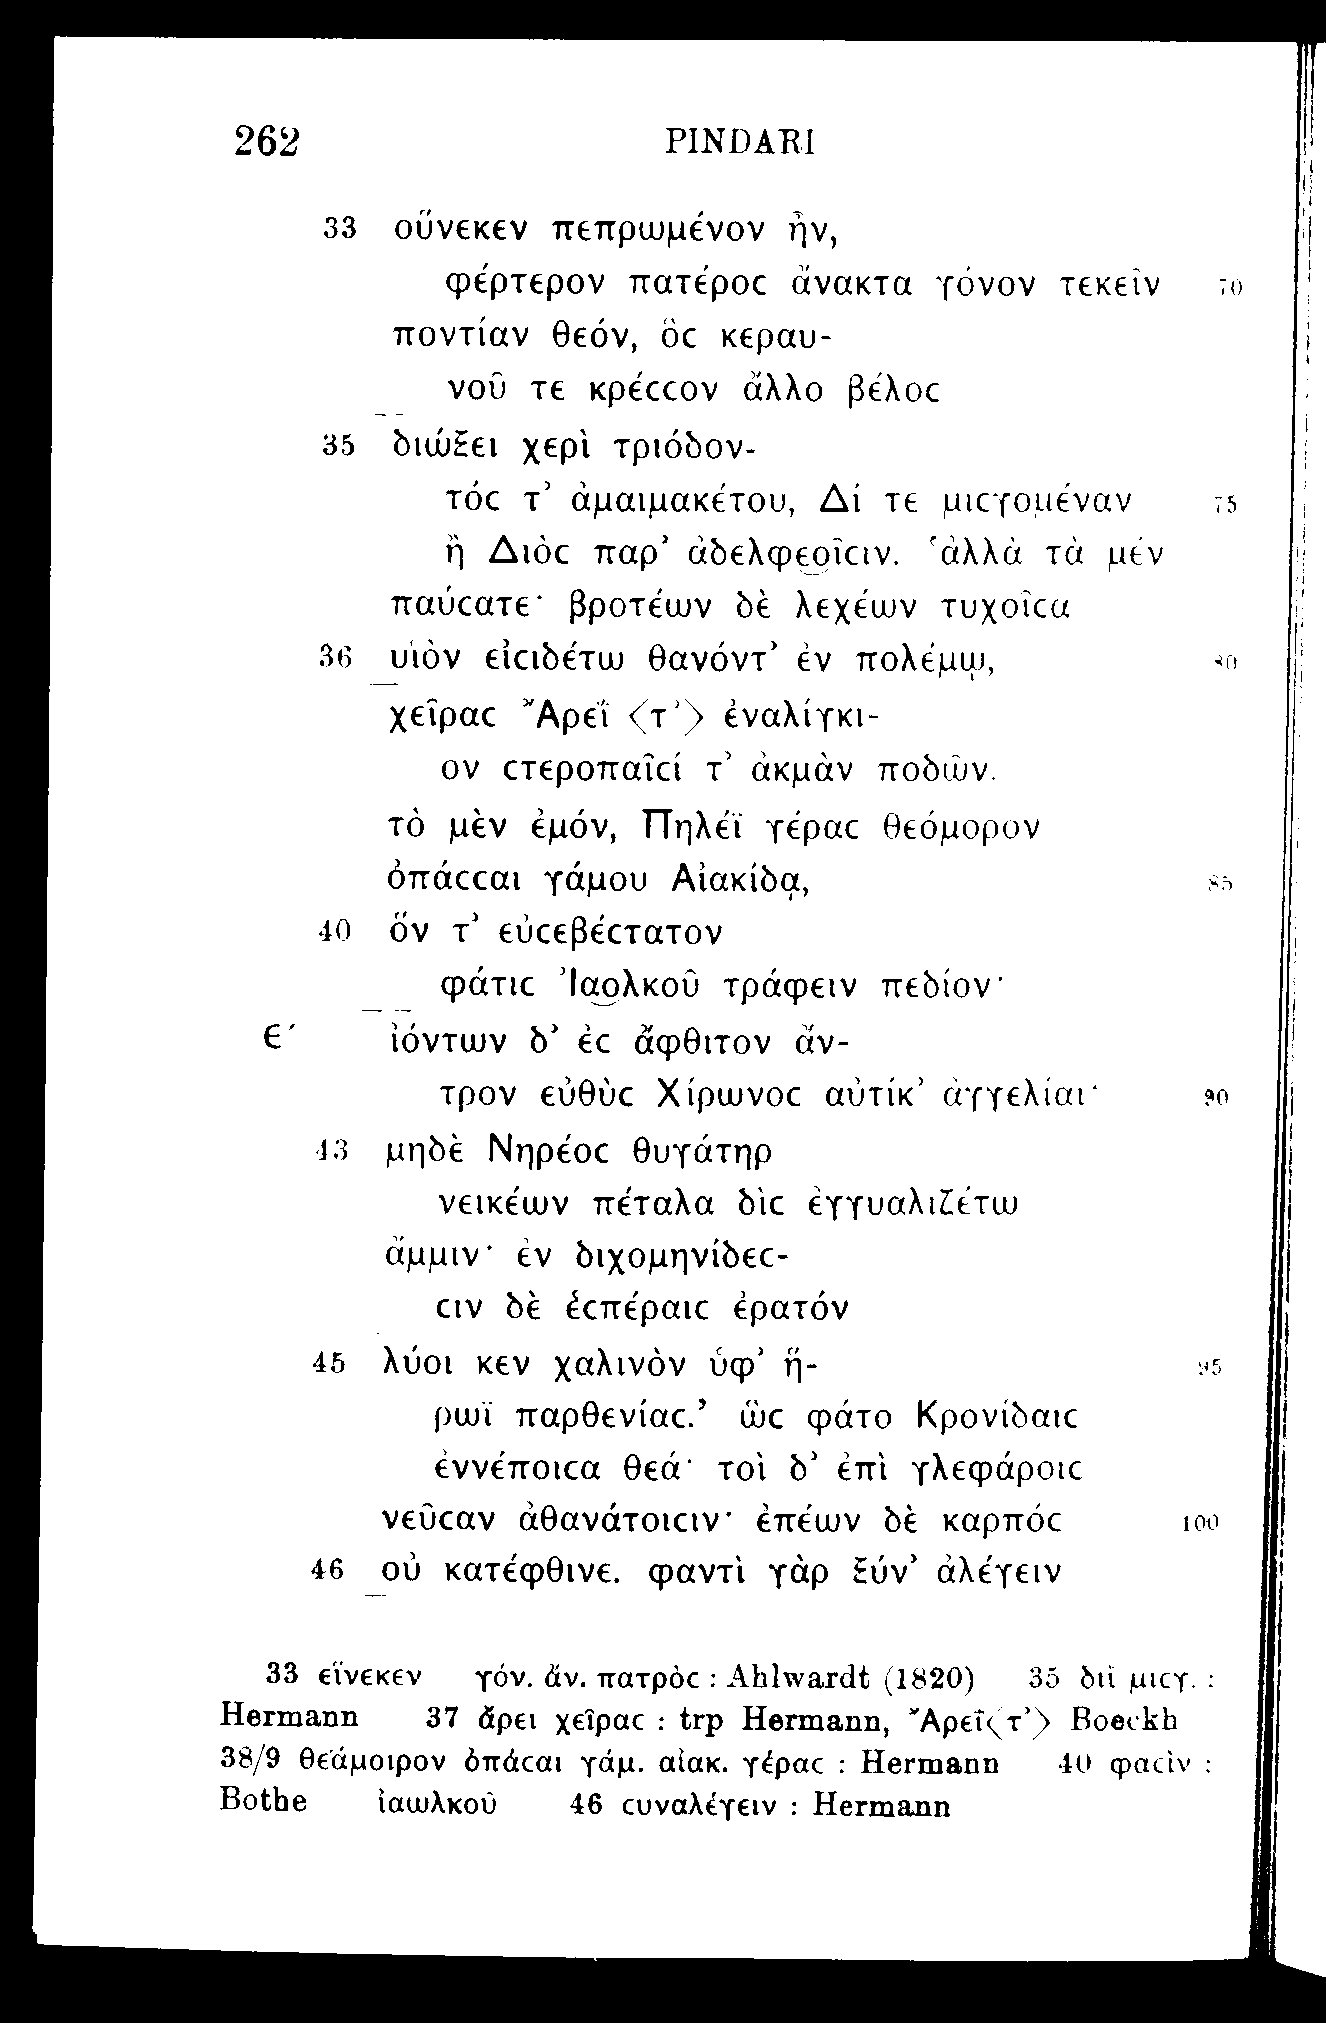 262 PINDARI
33 οὕνεκεν πεπρωμένον ἦν,
φέρτερον πατέρος ἄνακτα γόνον τεκεῖν 70
ποντίαν θεόν, ὃς κεραυ-
νοῦ τε κρέσσον ἄλλο βέλος
35 διώξει χερὶ τριόδον-
τός τ’ ἀμαιμακέτου, Δί τε μισγομέναν 75
ἢ Διὸς παρ’ ἀδελφεοῖσιν. ‘ἀλλὰ τὰ μέν
παύσατε· βροτέων δὲ λεχέων τυχοῖσα
36 υἱὸν εἰσιδέτω θανόντ’ ἐν πολέμῳ, 80
χεῖρας Ἄρεΐ ⟨τ’⟩ ἐναλίγκι-
ον στεροπαῖσί τ’ ἀκμὰν ποδῶν.
τὸ μὲν ἐμόν, Πηλέϊ γέρας θεόμορον
ὀπάσσαι γάμου Αἰακίδᾳ, 85
40 ὅν τ’ εὐσεβέστατον
φάτις Ἰαολκοῦ τράφειν πεδίον·
Ε´ ἰόντων δ’ ἐς ἄφθιτον ἄν-
τρον εὐθὺς Χίρωνος αὐτίκ’ ἀγγελίαι· 90
43 μηδὲ Νηρέος θυγάτηρ
νεικέων πέταλα δὶς ἐγγυαλιζέτω
ἄμμιν· ἐν διχομηνίδεσ-
σιν δὲ ἑσπέραις ἐρατόν
45 λύοι κεν χαλινὸν ὑφ’ ἥ- 95
ρωϊ παρθενίας.’ ὣς φάτο Κρονίδαις
ἐννέποισα θεά· τοὶ δ’ ἐπὶ γλεφάροις
νεῦσαν ἀθανάτοισιν· ἐπέων δὲ καρπός 100
46 οὐ κατέφθινε. φαντὶ γὰρ ξύν’ ἀλέγειν
33 εἵνεκεν γόν. ἄν. πατρὸς : Ahlwardt (1820) 35 διῒ μισγ. :
Hermann 37 ἄρει χεῖρας : trp Hermann, Ἄρεΐ⟨τ’⟩ Boeckh
38/9 θεάμοιρον ὀπάσαι γάμ. αἰακ. γέρας : Hermann 40 φασὶν :
Bothe ἰαωλκοῦ 46 συναλέγειν : Hermann